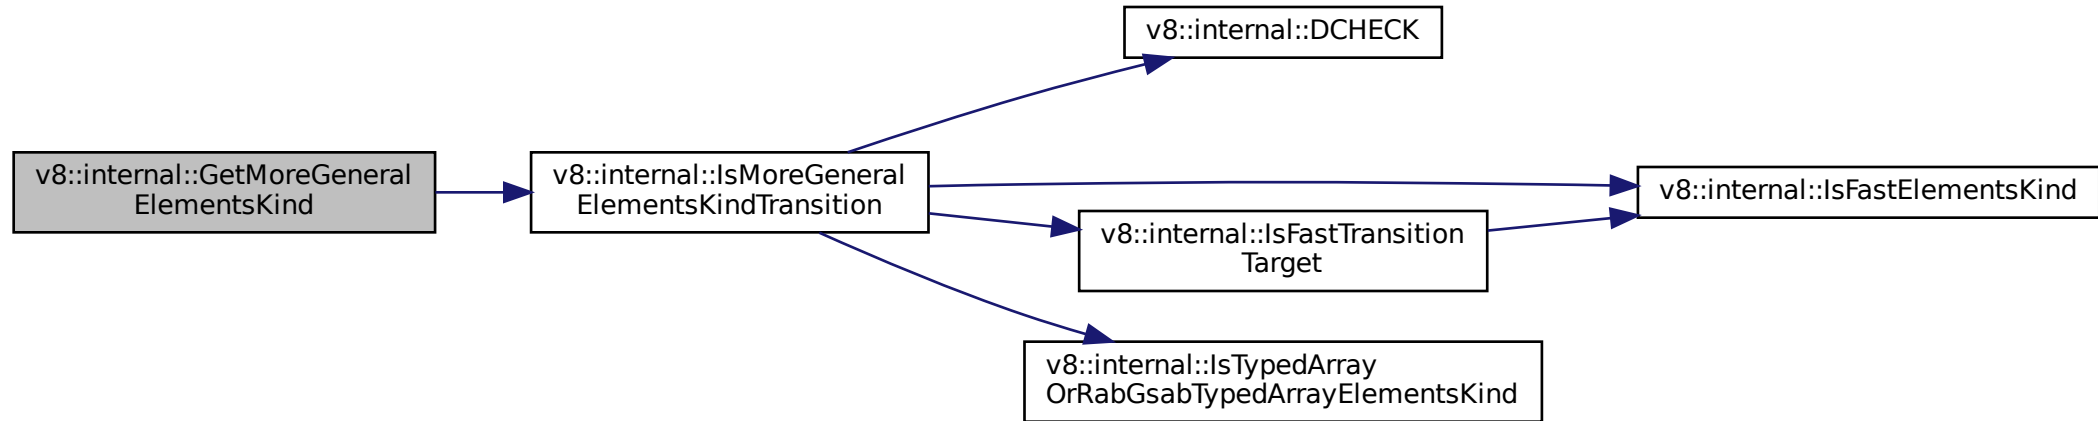 v8::internal::DCHECK
v8::internal::GetMoreGeneral
ElementsKind
v8::internal::IsMoreGeneral
ElementsKindTransition
v8::internal::IsFastElementsKind
v8::internal::IsFastTransition
Target
v8::internal::IsTypedArray
OrRabGsabTypedArrayElementsKind